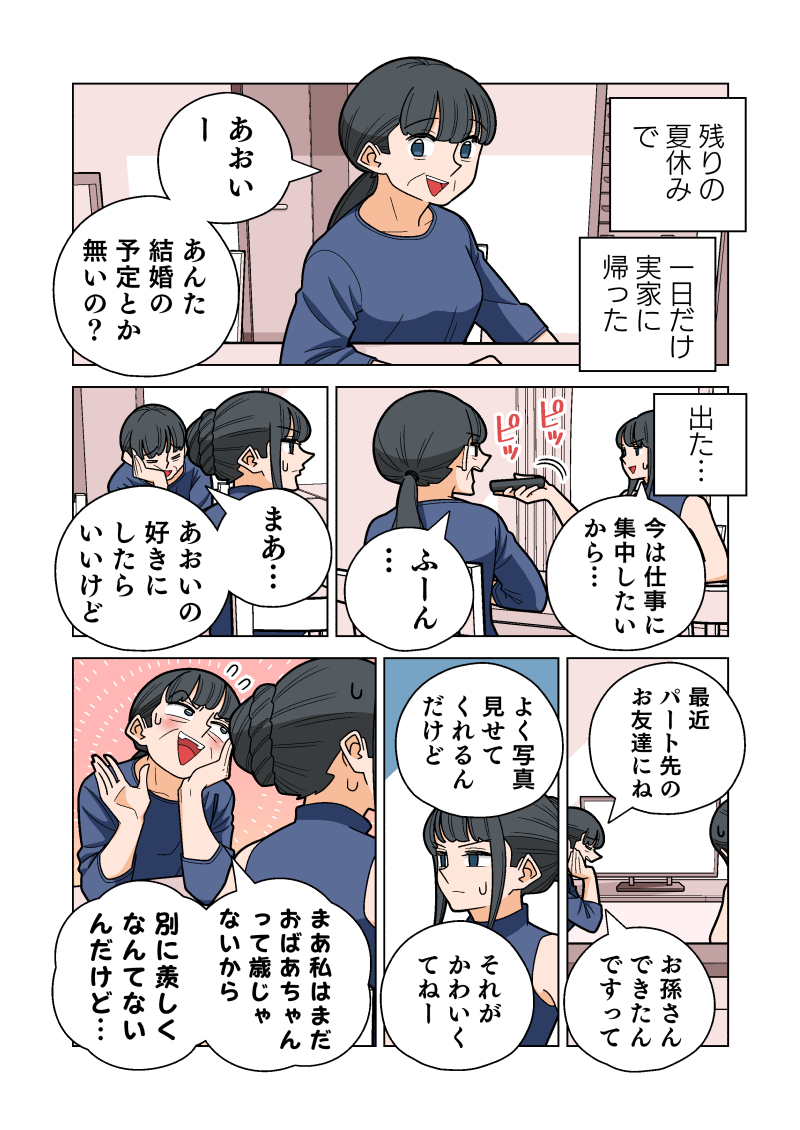 残りの
夏休み
で
一日だけ
実家に
帰った
あおい
ー
あんた
結婚の
予定とか
無いの？
出た…
今は仕事に
集中したい
から…
ピッ
ピッ
ふーん
…
まあ…
あおいの
好きに
したら
いいけど
最近
パート先の
お友達にね
お孫さん
できたん
ですって
よく写真
見せて
くれるん
だけど
それが
かわいく
てねー
まあ私はまだ
おばあちゃん
って歳じゃ
ないから
別に羨しく
なんてない
んだけど…